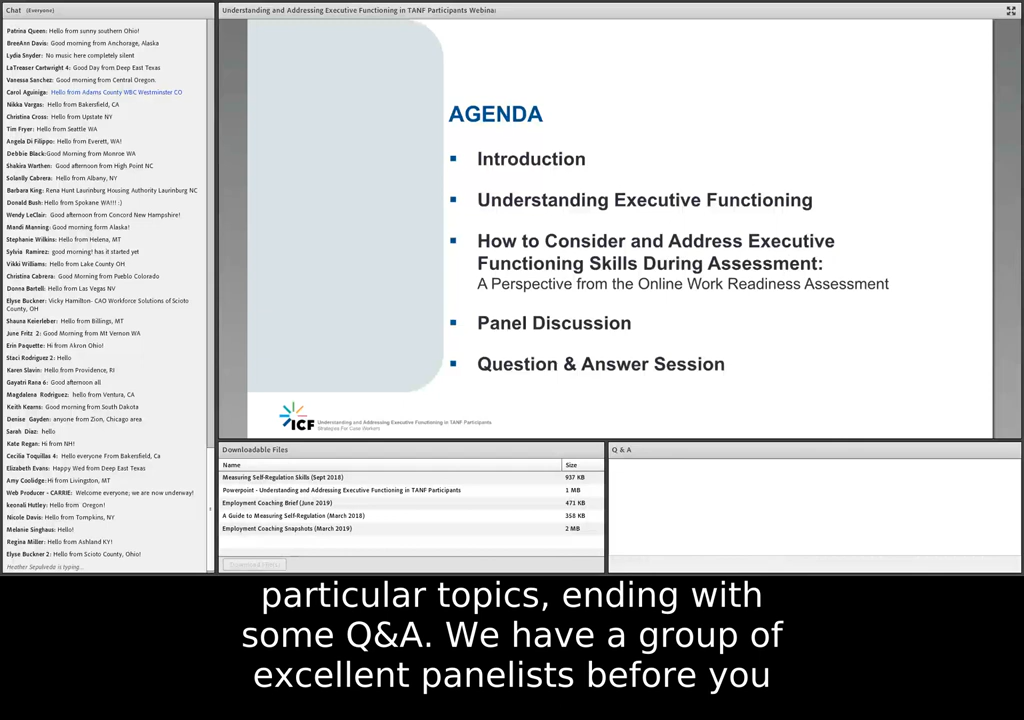 Chat (Everyone)
Patrina Queen: Hello from sunny southern Ohio!
BreeAnn Davis: Good morning from Anchorage, Alaska
Lydia Snyder: No music here completely silent
LaTreaser Cartwright 4: Good Day from Deep East Texas
Vanessa Sanchez: Good morning from Central Oregon.
Carol Aguiniga: Hello from Adams County WBC Westminster CO
Nikka Vargas: Hello from Bakersfield, CA
Christina Cross: Hello from Upstate NY
Tim Fryer: Hello from Seattle WA
Angela Di Filippo: Hello from Everett, WA!
Debbie Black:Good Morning from Monroe WA
Shakira Warthen: Good afternoon from High Point NC
Solanlly Cabrera: Hello from Albany, NY
Barbara King: Rena Hunt Laurinburg Housing Authority Laurinburg NC
Donald Bush: Hello from Spokane WA!!! :)
Wendy LeClair: Good afternoon from Concord New Hampshire!
Mandi Manning: Good morning form Alaska!
Stephanie Wilkins: Hello from Helena, MT
Sylvia Ramirez: good morning! has it started yet
Vikki Williams: Hello from Lake County OH
Christina Cabrera: Good Morning from Pueblo Colorado
Donna Bartell: Hello from Las Vegas NV
Elyse Buckner: Vicky Hamilton- CAO Workforce Solutions of Scioto
County, OH
Shauna Keierleber: Hello from Billings, MT
June Fritz 2: Good Morning from Mt Vernon WA
Erin Paquette: Hi from Akron Ohio!
Staci Rodriguez 2: Hello
Karen Slavin: Hello from Providence, RI
Gayatri Rana 6: Good afternoon all
Magdalena Rodriguez: hello from Ventura, CA
Keith Kearns: Good morning from South Dakota
Denise Gayden: anyone from Zion, Chicago area
Sarah Diaz: hello
Kate Regan: Hi from NH!
Cecilia Toquillas 4: Hello everyone From Bakersfield, Ca
Elizabeth Evans: Happy Wed from Deep East Texas
Amy Coolidge:Hi from Livingston, MT
Web Producer - CARRIE: Welcome everyone; we are now underway!
keonali Hutley: Hello from Oregon!
Nicole Davis: Hello from Tompkins, NY
Melanie Singhaus: Hello!
Regina Miller: Hello from Ashland KY!
Elyse Buckner 2: Hello from Scioto County, Ohio!
Heather Sepulveda is typing...
Understanding and Addressing Executive Functioning in TANF Participants Webinar
AGENDA
▪ Introduction
▪ Understanding Executive Functioning
▪ How to Consider and Address Executive
Functioning Skills During Assessment:
A Perspective from the Online Work Readiness Assessment
▪ Panel Discussion
▪ Question & Answer Session
ICF
Understanding and Addressing Executive Functioning in TANF Participants
Strategies For Case Workers
Downloadable Files
Name Size
Measuring Self-Regulation Skills (Sept 2018) 937 KB
Powerpoint - Understanding and Addressing Executive Functioning in TANF Participants 1 MB
Employment Coaching Brief (June 2019) 471 KB
A Guide to Measuring Self-Regulation (March 2018) 358 KB
Employment Coaching Snapshots (March 2019) 2 MB
Q & A
particular topics, ending with
some Q&A. We have a group of
excellent panelists before you